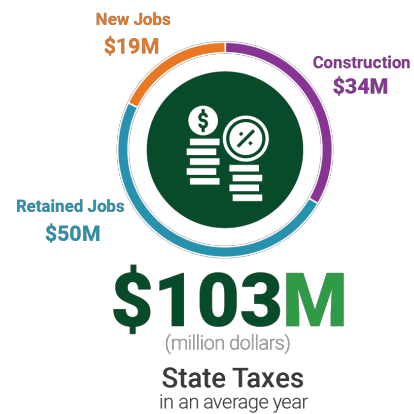 New Jobs
$19M
Construction
$34M
$
%
Retained Jobs
$50M
$103M
(million dollars)
State Taxes
in an average year